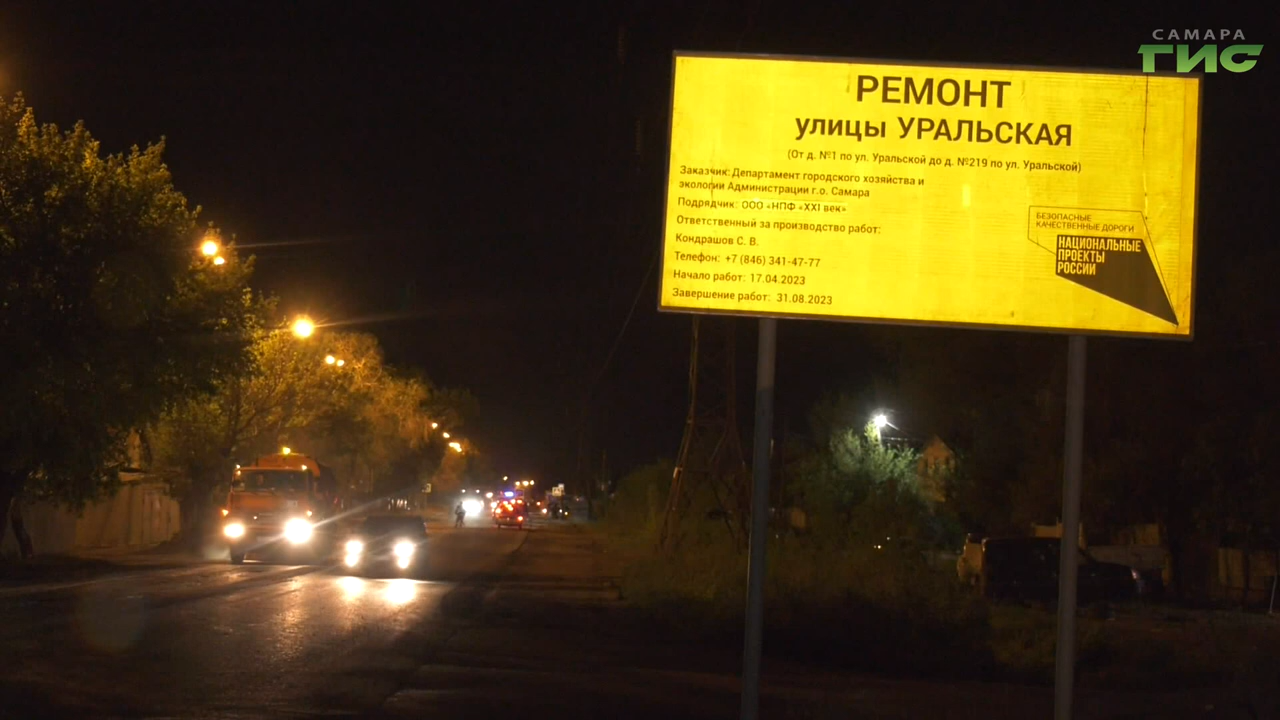 САМАРА
ГИС
РЕМОНТ
улицы УРАЛЬСКАЯ
(От д. №1 по ул. Уральской до д. №219 по ул. Уральской)
Заказчик: Департамент городского хозяйства и
экологии Администрации г.о. Самара
Подрядчик: ООО «НПФ «XXI век»
Ответственный за производство работ:
Кондрашов С. В.
Телефон: +7 (846) 341-47-77
Начало работ: 17.04.2023
Завершение работ: 31.08.2023
БЕЗОПАСНЫЕ
КАЧЕСТВЕННЫЕ ДОРОГИ
НАЦИОНАЛЬНЫЕ
ПРОЕКТЫ
РОССИИ